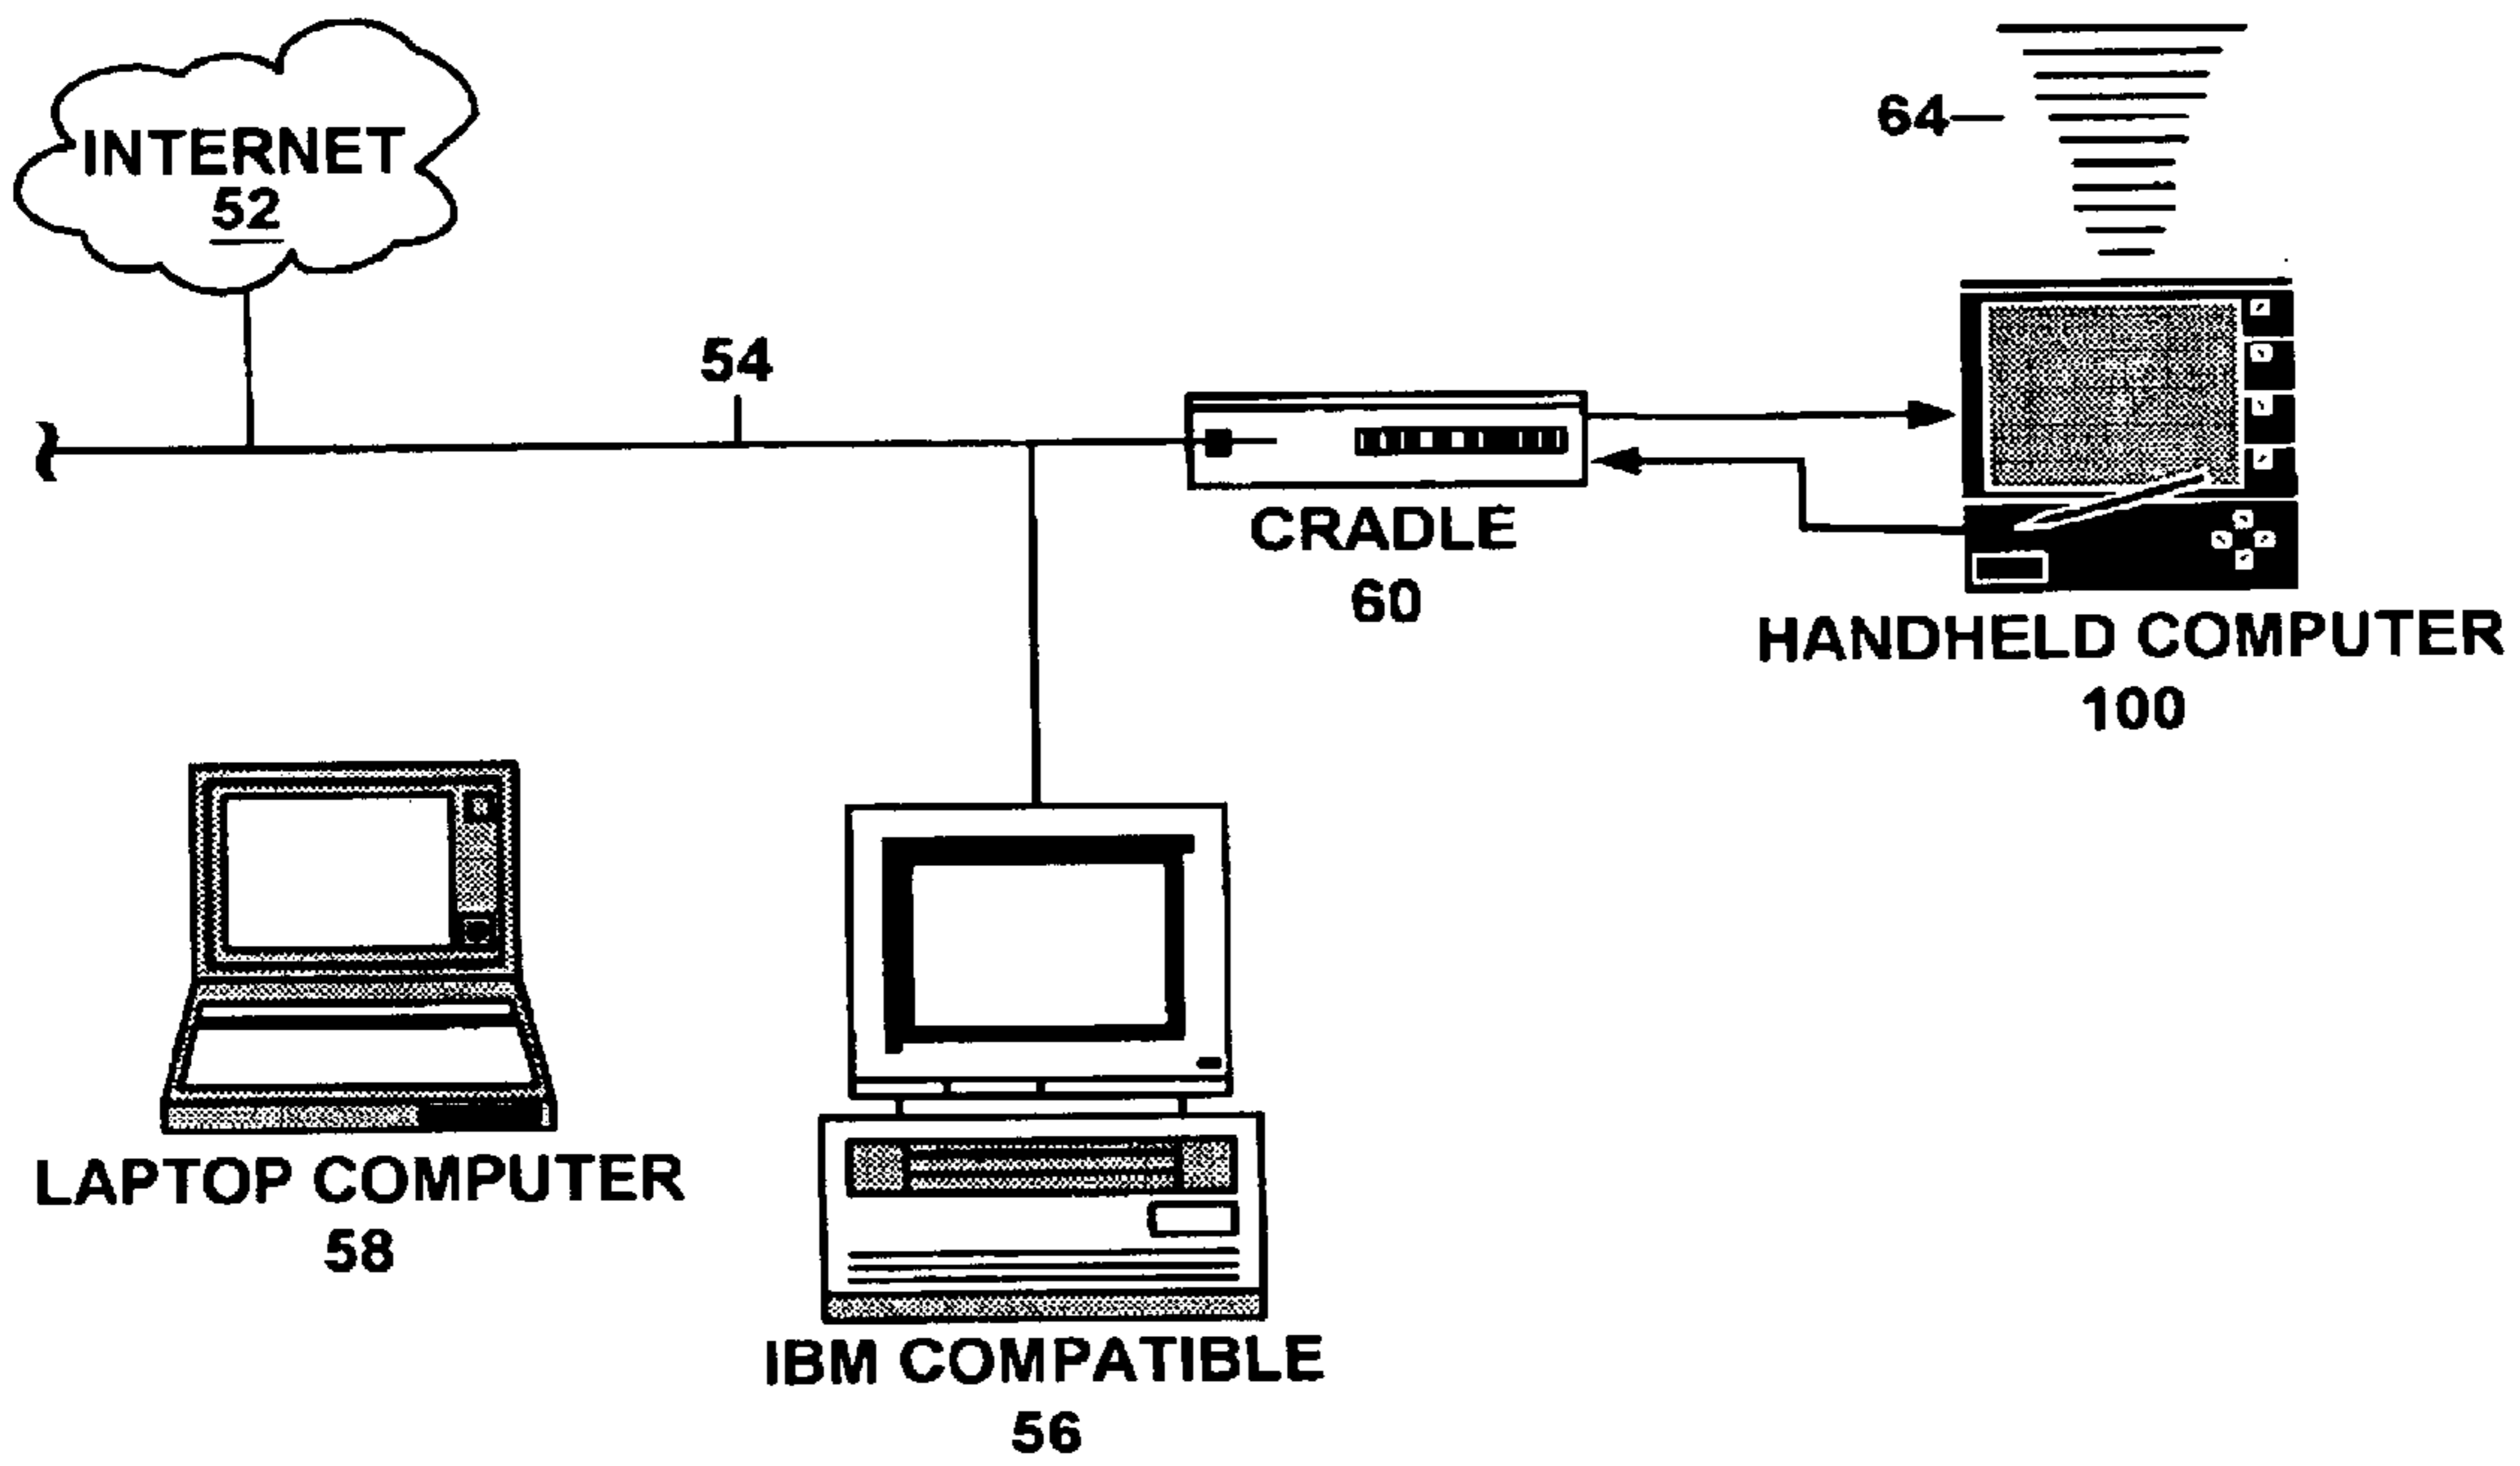 INTERNET
52
64
54
CRADLE
60
HANDHELD COMPUTER
100
LAPTOP COMPUTER
58
IBM COMPATIBLE
56